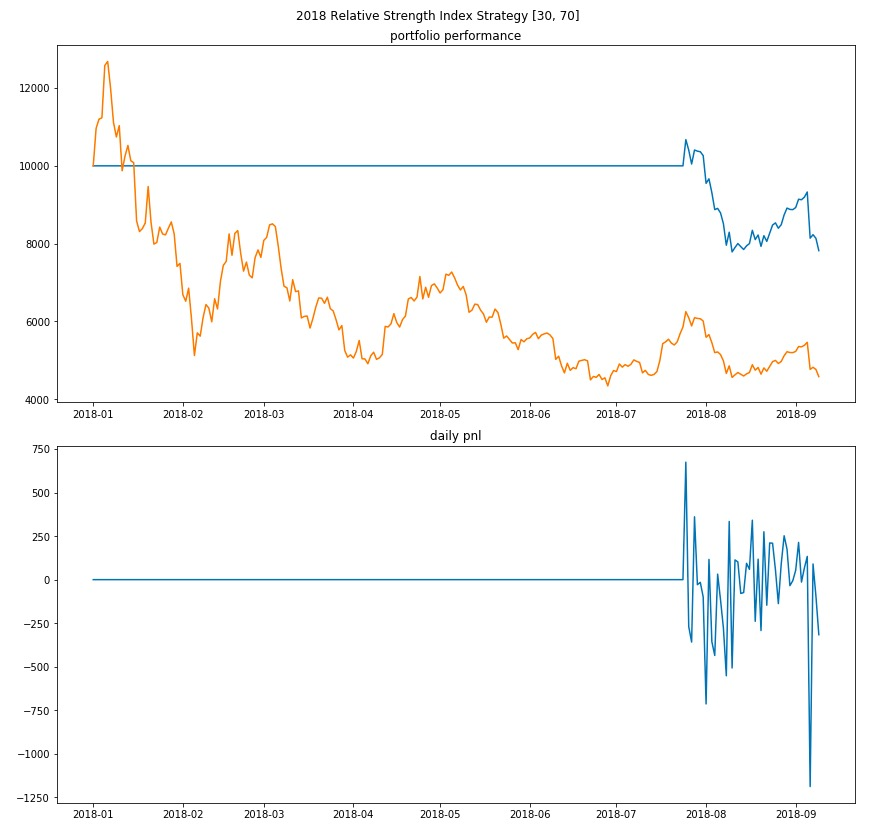 2018 Relative Strength Index Strategy [30, 70]
portfolio performance
12000
10000
8000
6000
4000
2018-01 2018-02 2018-03 2018-04 2018-05 2018-06 2018-07 2018-08 2018-09
daily pnl
750
500
250
0
−250
−500
−750
−1000
−1250
2018-01 2018-02 2018-03 2018-04 2018-05 2018-06 2018-07 2018-08 2018-09